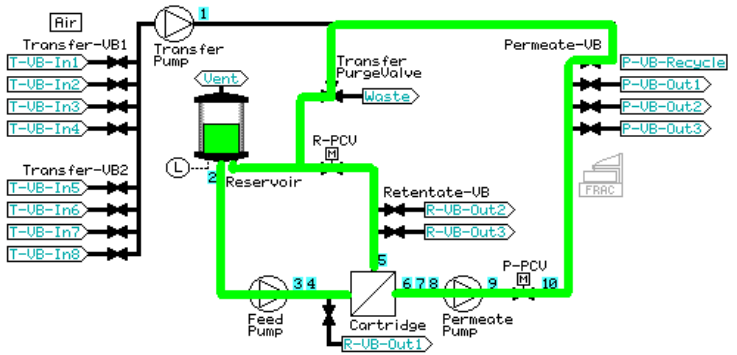 Air
1
Transfer-VB1
Transfer
Pump
Permeate-VB
T-VB-In1
T-VB-In2
T-VB-In3
T-VB-In4
Transfer
PurgeValve
Vent
Waste
P-VB-Recycle
P-VB-Out1
P-VB-Out2
P-VB-Out3
R-PCV
M
L
2
Reservoir
Transfer-VB2
T-VB-In5
T-VB-In6
T-VB-In7
T-VB-In8
Retentate-VB
R-VB-Out2
R-VB-Out3
FRAC
5
P-PCV
M
3 4
6 7 8
9
10
Feed
Pump
Cartridge
Permeate
Pump
R-VB-Out1